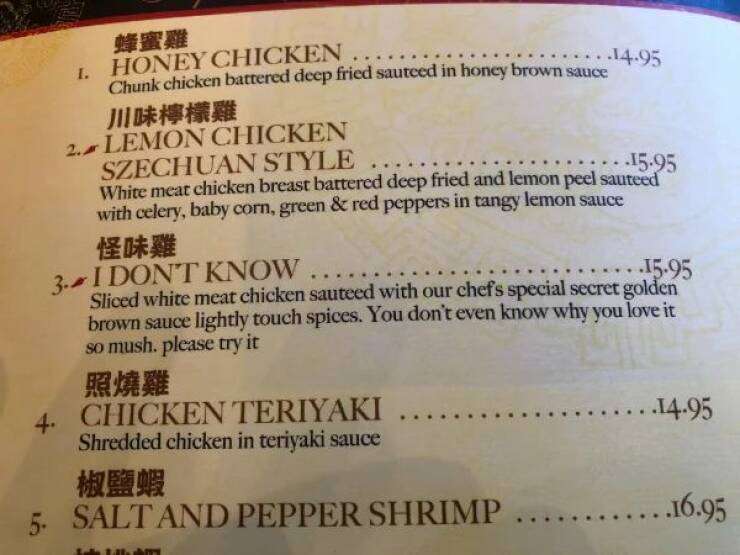 蜂蜜雞
1. HONEY CHICKEN ........................14.95
Chunk chicken battered deep fried sauteed in honey brown sauce
川味檸檬雞
2. LEMON CHICKEN
SZECHUAN STYLE .......................15.95
White meat chicken breast battered deep fried and lemon peel sauteed
with celery, baby corn, green & red peppers in tangy lemon sauce
怪味雞
3. I DON'T KNOW .............................15.95
Sliced white meat chicken sauteed with our chef's special secret golden
brown sauce lightly touch spices. You don't even know why you love it
so mush. please try it
照燒雞
4. CHICKEN TERIYAKI ......................14.95
Shredded chicken in teriyaki sauce
椒鹽蝦
5. SALT AND PEPPER SHRIMP .............16.95